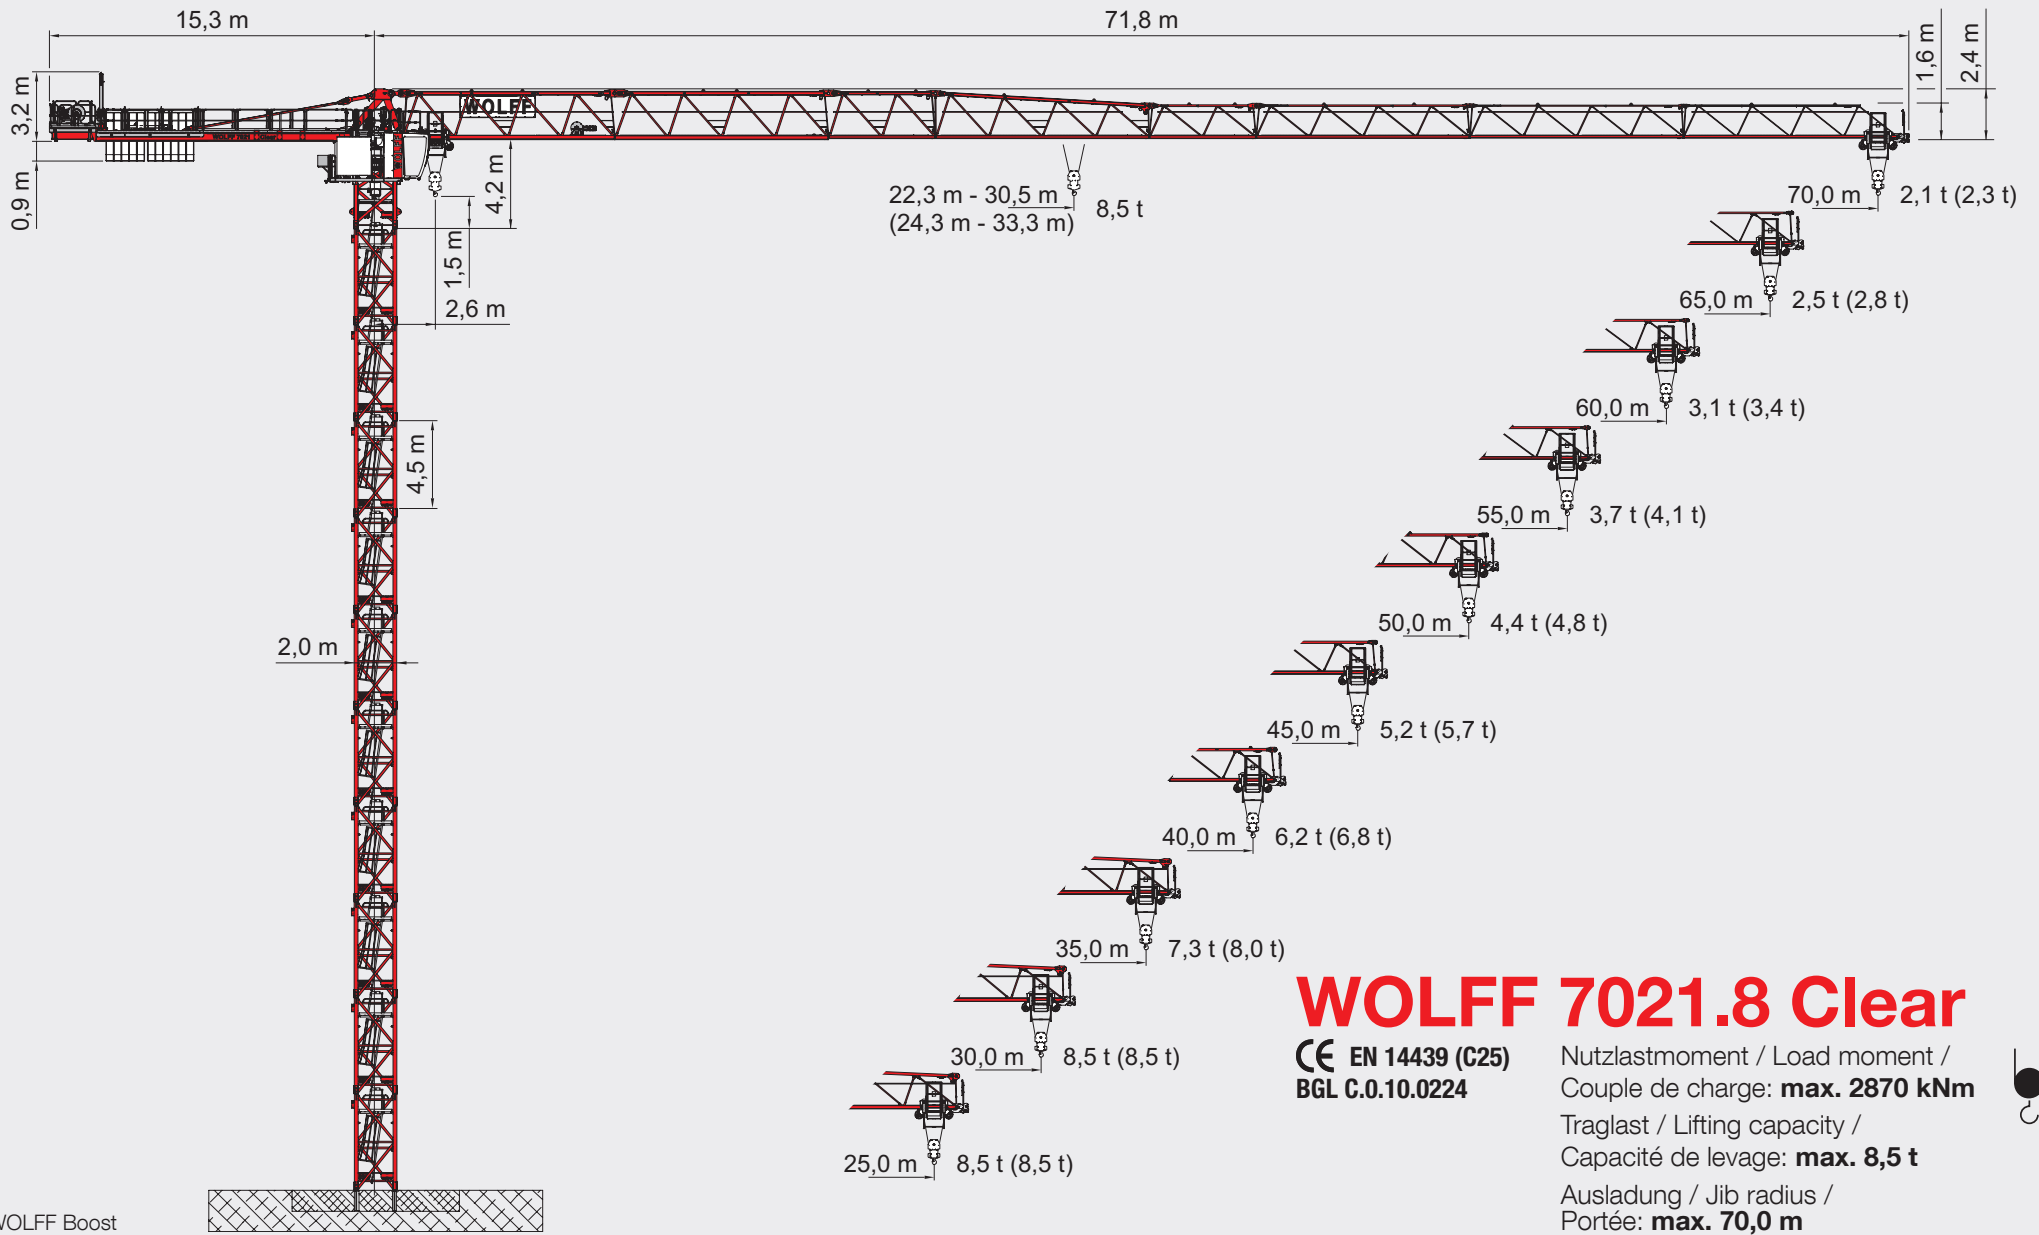 15,3 m
71,8 m
1,6 m
2,4 m
3,2 m
0,9 m
WOLFF
4,2 m
1,5 m
2,6 m
22,3 m - 30,5 m
(24,3 m - 33,3 m)
8,5 t
70,0 m 2,1 t (2,3 t)
65,0 m 2,5 t (2,8 t)
60,0 m 3,1 t (3,4 t)
4,5 m
55,0 m 3,7 t (4,1 t)
50,0 m 4,4 t (4,8 t)
2,0 m
45,0 m 5,2 t (5,7 t)
40,0 m 6,2 t (6,8 t)
35,0 m 7,3 t (8,0 t)
30,0 m 8,5 t (8,5 t)
25,0 m 8,5 t (8,5 t)
WOLFF 7021.8 Clear
CE EN 14439 (C25)
BGL C.0.10.0224
Nutzlastmoment / Load moment /
Couple de charge: max. 2870 kNm
Traglast / Lifting capacity /
Capacité de levage: max. 8,5 t
Ausladung / Jib radius /
Portée: max. 70,0 m
WOLFF Boost